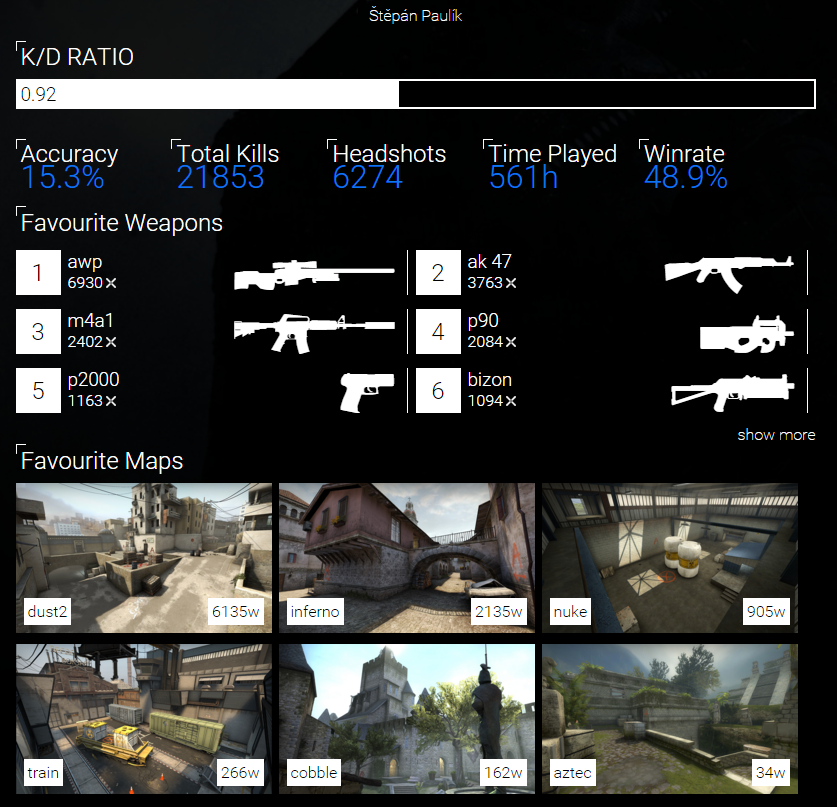 Štěpán Paulík
K/D RATIO
0.92
Accuracy Total Kills Headshots Time Played Winrate
15.3% 21853 6274 561h 48.9%
Favourite Weapons
1 awp 6930×
2 ak 47 3763×
3 m4a1 2402×
4 p90 2084×
5 p2000 1163×
6 bizon 1094×
show more
Favourite Maps
dust2 6135w inferno 2135w nuke 905w
train 266w cobble 162w aztec 34w